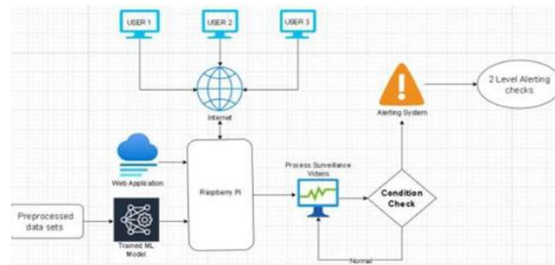 USER 1
USER 2
USER 3
Internet
Alerting System
2 Level Alerting
checks
Web Application
Raspberry Pi
Process Surveillance
Videos
Condition
Check
Preprocessed
data sets
Trained ML
Model
Normal